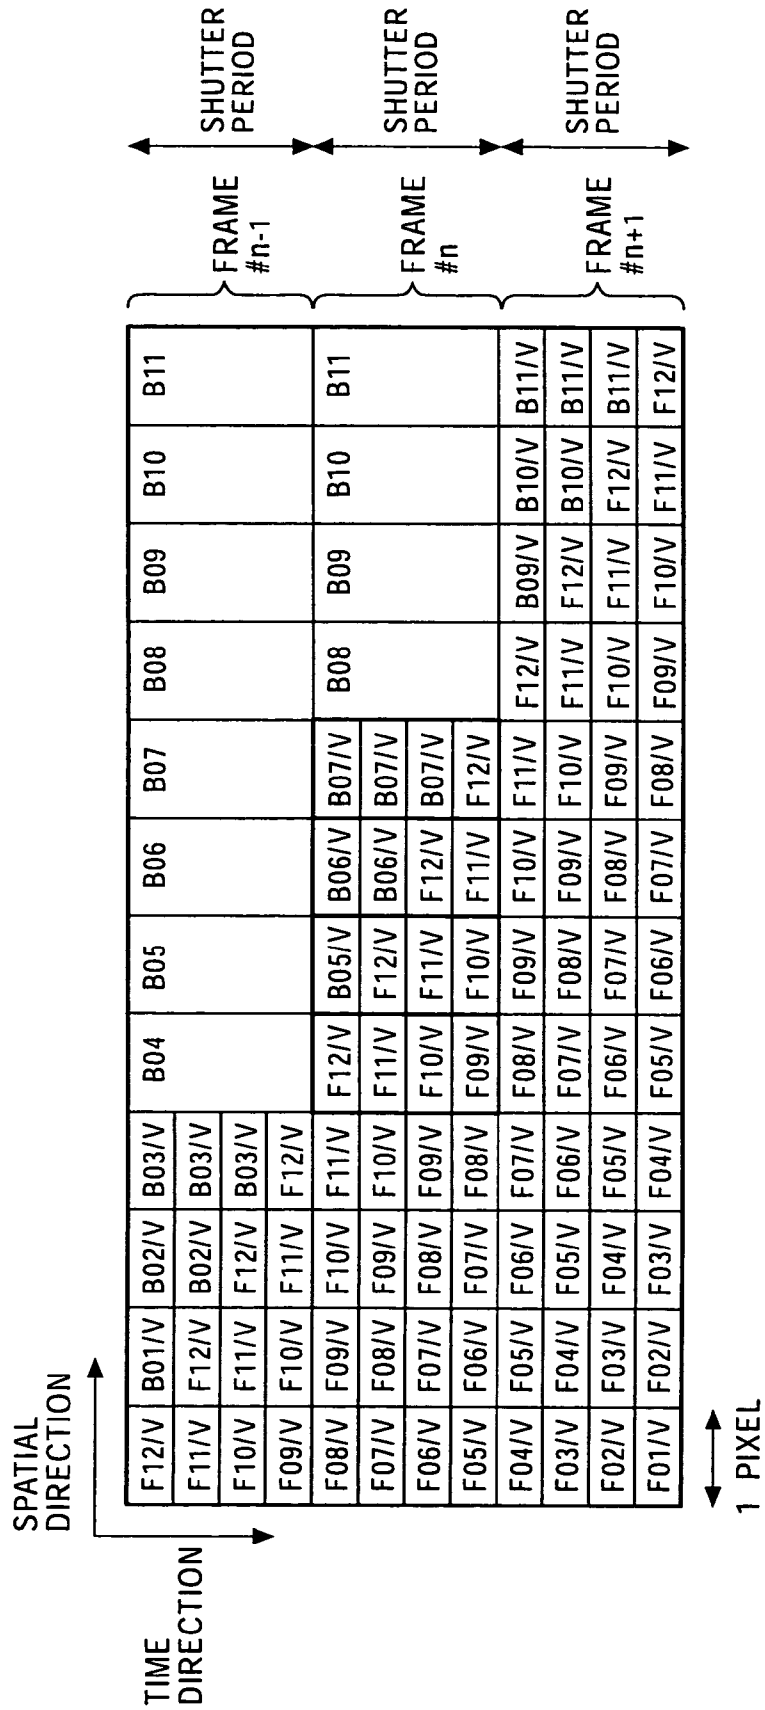 SPATIAL
DIRECTION
TIME
DIRECTION
F12/V B01/V B02/V B03/V B04 B05 B06 B07 B08 B09 B10 B11
F11/V F12/V B02/V B03/V
F10/V F11/V F12/V B03/V
F09/V F10/V F11/V F12/V
FRAME
#n-1
SHUTTER
PERIOD
F08/V F09/V F10/V F11/V F12/V B05/V B06/V B07/V B08 B09 B10 B11
F07/V F08/V F09/V F10/V F11/V F12/V B06/V B07/V
F06/V F07/V F08/V F09/V F10/V F11/V F12/V B07/V
F05/V F06/V F07/V F08/V F09/V F10/V F11/V F12/V
FRAME
#n
SHUTTER
PERIOD
F04/V F05/V F06/V F07/V F08/V F09/V F10/V F11/V F12/V B09/V B10/V B11/V
F03/V F04/V F05/V F06/V F07/V F08/V F09/V F10/V F11/V F12/V B10/V B11/V
F02/V F03/V F04/V F05/V F06/V F07/V F08/V F09/V F10/V F11/V F12/V B11/V
F01/V F02/V F03/V F04/V F05/V F06/V F07/V F08/V F09/V F10/V F11/V F12/V
FRAME
#n+1
SHUTTER
PERIOD
1 PIXEL